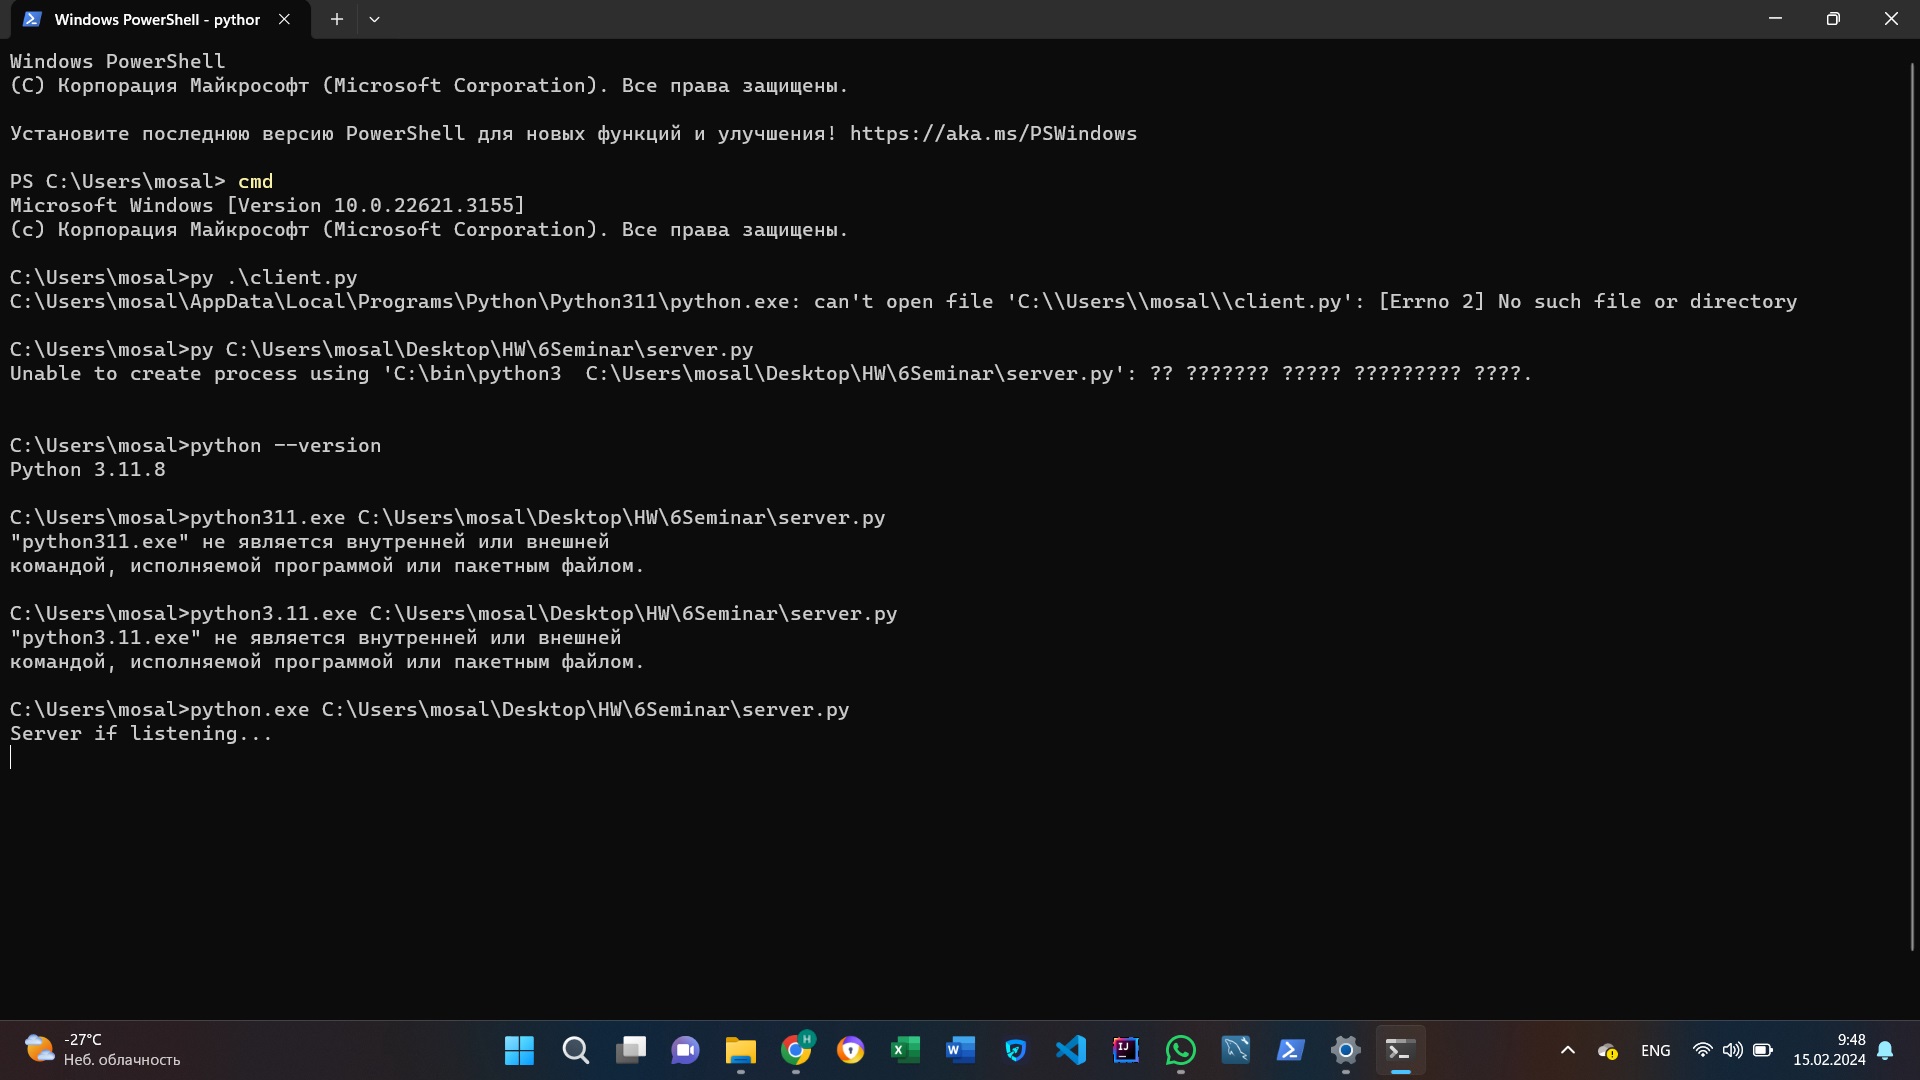 Windows PowerShell - pythor
Windows PowerShell
(C) Корпорация Майкрософт (Microsoft Corporation). Все права защищены.
Установите последнюю версию PowerShell для новых функций и улучшения! https://aka.ms/PSWindows
PS C:\Users\mosal> cmd
Microsoft Windows [Version 10.0.22621.3155]
(c) Корпорация Майкрософт (Microsoft Corporation). Все права защищены.
C:\Users\mosal>py .\client.py
C:\Users\mosal\AppData\Local\Programs\Python\Python311\python.exe: can't open file 'C:\\Users\\mosal\\client.py': [Errno 2] No such file or directory
C:\Users\mosal>py C:\Users\mosal\Desktop\HW\6Seminar\server.py
Unable to create process using 'C:\bin\python3  C:\Users\mosal\Desktop\HW\6Seminar\server.py': ?? ??????? ????? ????????? ????.
C:\Users\mosal>python --version
Python 3.11.8
C:\Users\mosal>python311.exe C:\Users\mosal\Desktop\HW\6Seminar\server.py
"python311.exe" не является внутренней или внешней
командой, исполняемой программой или пакетным файлом.
C:\Users\mosal>python3.11.exe C:\Users\mosal\Desktop\HW\6Seminar\server.py
"python3.11.exe" не является внутренней или внешней
командой, исполняемой программой или пакетным файлом.
C:\Users\mosal>python.exe C:\Users\mosal\Desktop\HW\6Seminar\server.py
Server if listening...
-27°C
Неб. облачность
H
X
W
IJ
ENG
9:48
15.02.2024